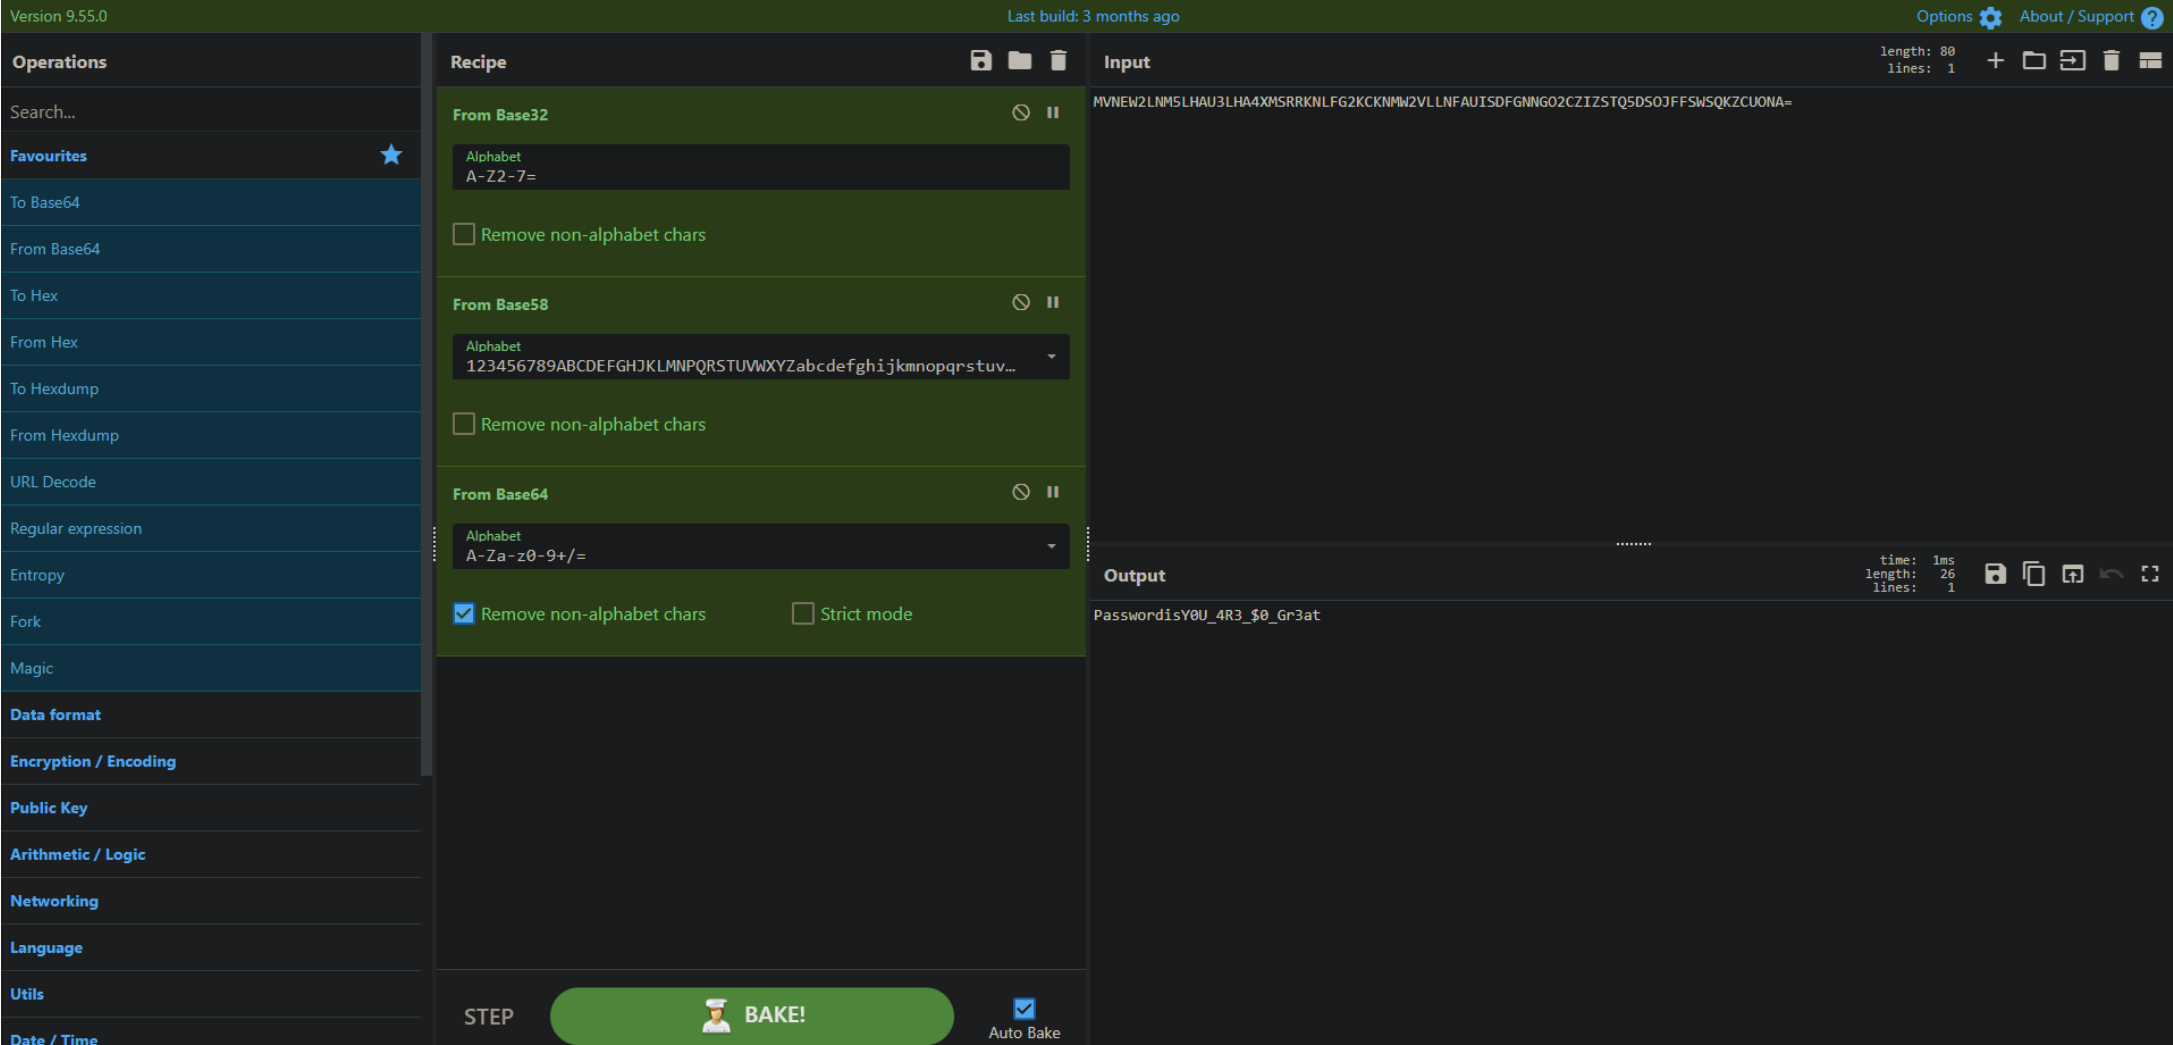 Version 9.55.0
Last build: 3 months ago
Options
About / Support
Operations
Search...
Favourites
To Base64
From Base64
To Hex
From Hex
To Hexdump
From Hexdump
URL Decode
Regular expression
Entropy
Fork
Magic
Data format
Encryption / Encoding
Public Key
Arithmetic / Logic
Networking
Language
Utils
Date / Time
Recipe
From Base32
Alphabet
A-Z2-7=
Remove non-alphabet chars
From Base58
Alphabet
123456789ABCDEFGHJKLMNPQRSTUVWXYZabcdefghijkmnopqrstuv…
Remove non-alphabet chars
From Base64
Alphabet
A-Za-z0-9+/=
Remove non-alphabet chars
Strict mode
STEP
BAKE!
Auto Bake
Input
length: 80
lines: 1
MVNEW2LNM5LHAU3LHA4XMSRRKNLFG2KCKNMW2VLLNFAUISDFGNNGO2CZIZSTQ5DSOJFFSWSQKZCUONA=
Output
time: 1ms
length: 26
lines: 1
PasswordisY0U_4R3_$0_Gr3at